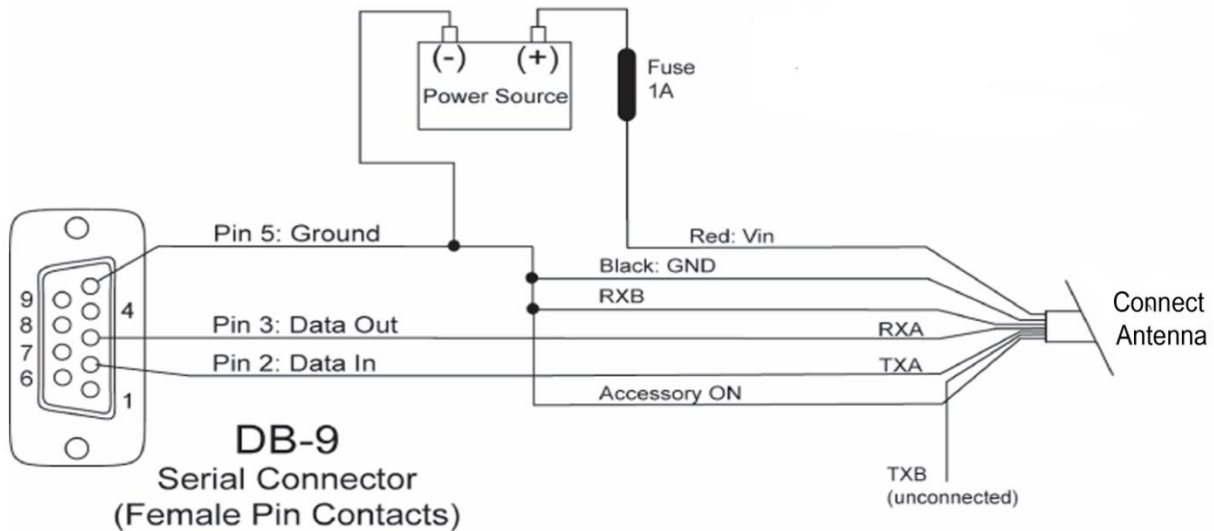 (-)
(+)
Power Source
Fuse
1A
Pin 5: Ground
Red: Vin
Black: GND
RXB
Connect
Antenna
9
4
8
Pin 3: Data Out
RXA
7
Pin 2: Data In
TXA
6
1
Accessory ON
DB-9
Serial Connector
(Female Pin Contacts)
TXB
(unconnected)